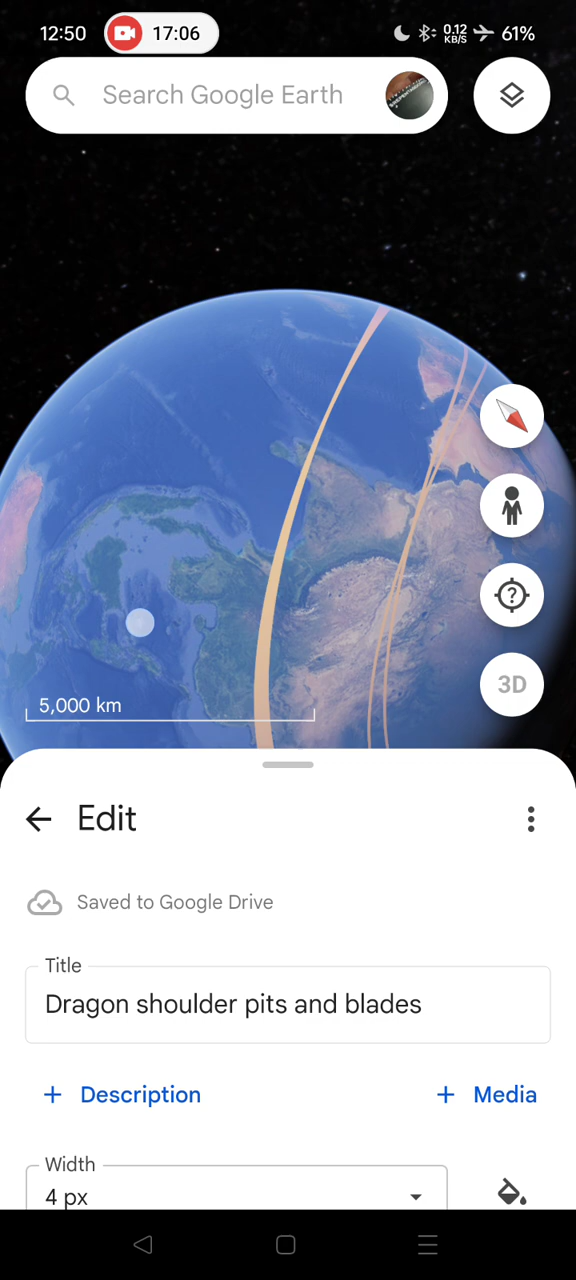 12:50 17:06 0.12 KB/S 61%
Search Google Earth
?
3D
5,000 km
Edit
Saved to Google Drive
Title
Dragon shoulder pits and blades
+ Description + Media
Width
4 px